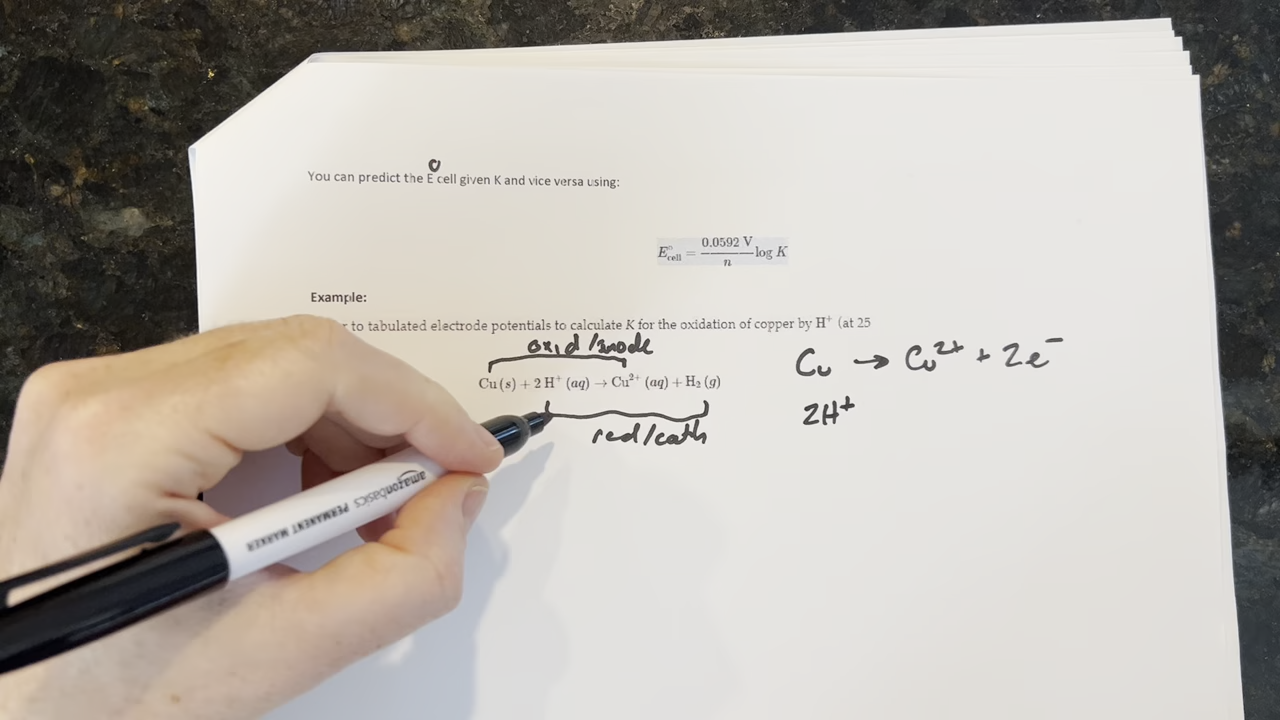 O
You can predict the E cell given K and vice versa using:
E°cell = 0.0592 V / n log K
Example:
to tabulated electrode potentials to calculate K for the oxidation of copper by H⁺ (at 25
oxid/anode
Cu(s) + 2 H⁺ (aq) → Cu²⁺ (aq) + H₂ (g)
red/cath
Cu → Cu²⁺ + 2e⁻
2H⁺
amazonbasics PERMANENT MARKER